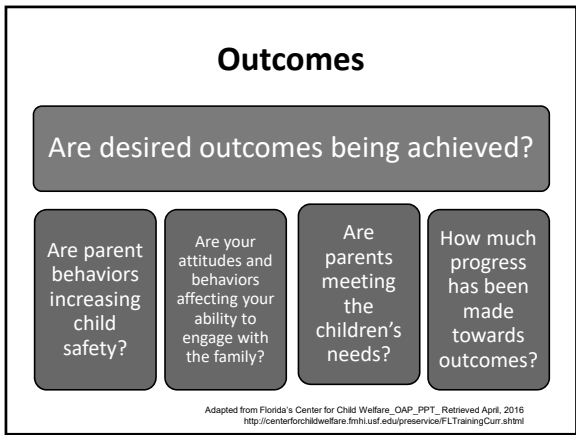 Outcomes
Are desired outcomes being achieved?
Are parent
behaviors
increasing
child
safety?
Are your
attitudes and
behaviors
affecting your
ability to
engage with
the family?
Are
parents
meeting
the
children’s
needs?
How much
progress
has been
made
towards
outcomes?
Adapted from Florida’s Center for Child Welfare_OAP_PPT_ Retrieved April, 2016
http://centerforchildwelfare.fmhi.usf.edu/preservice/FLTrainingCurr.shtml